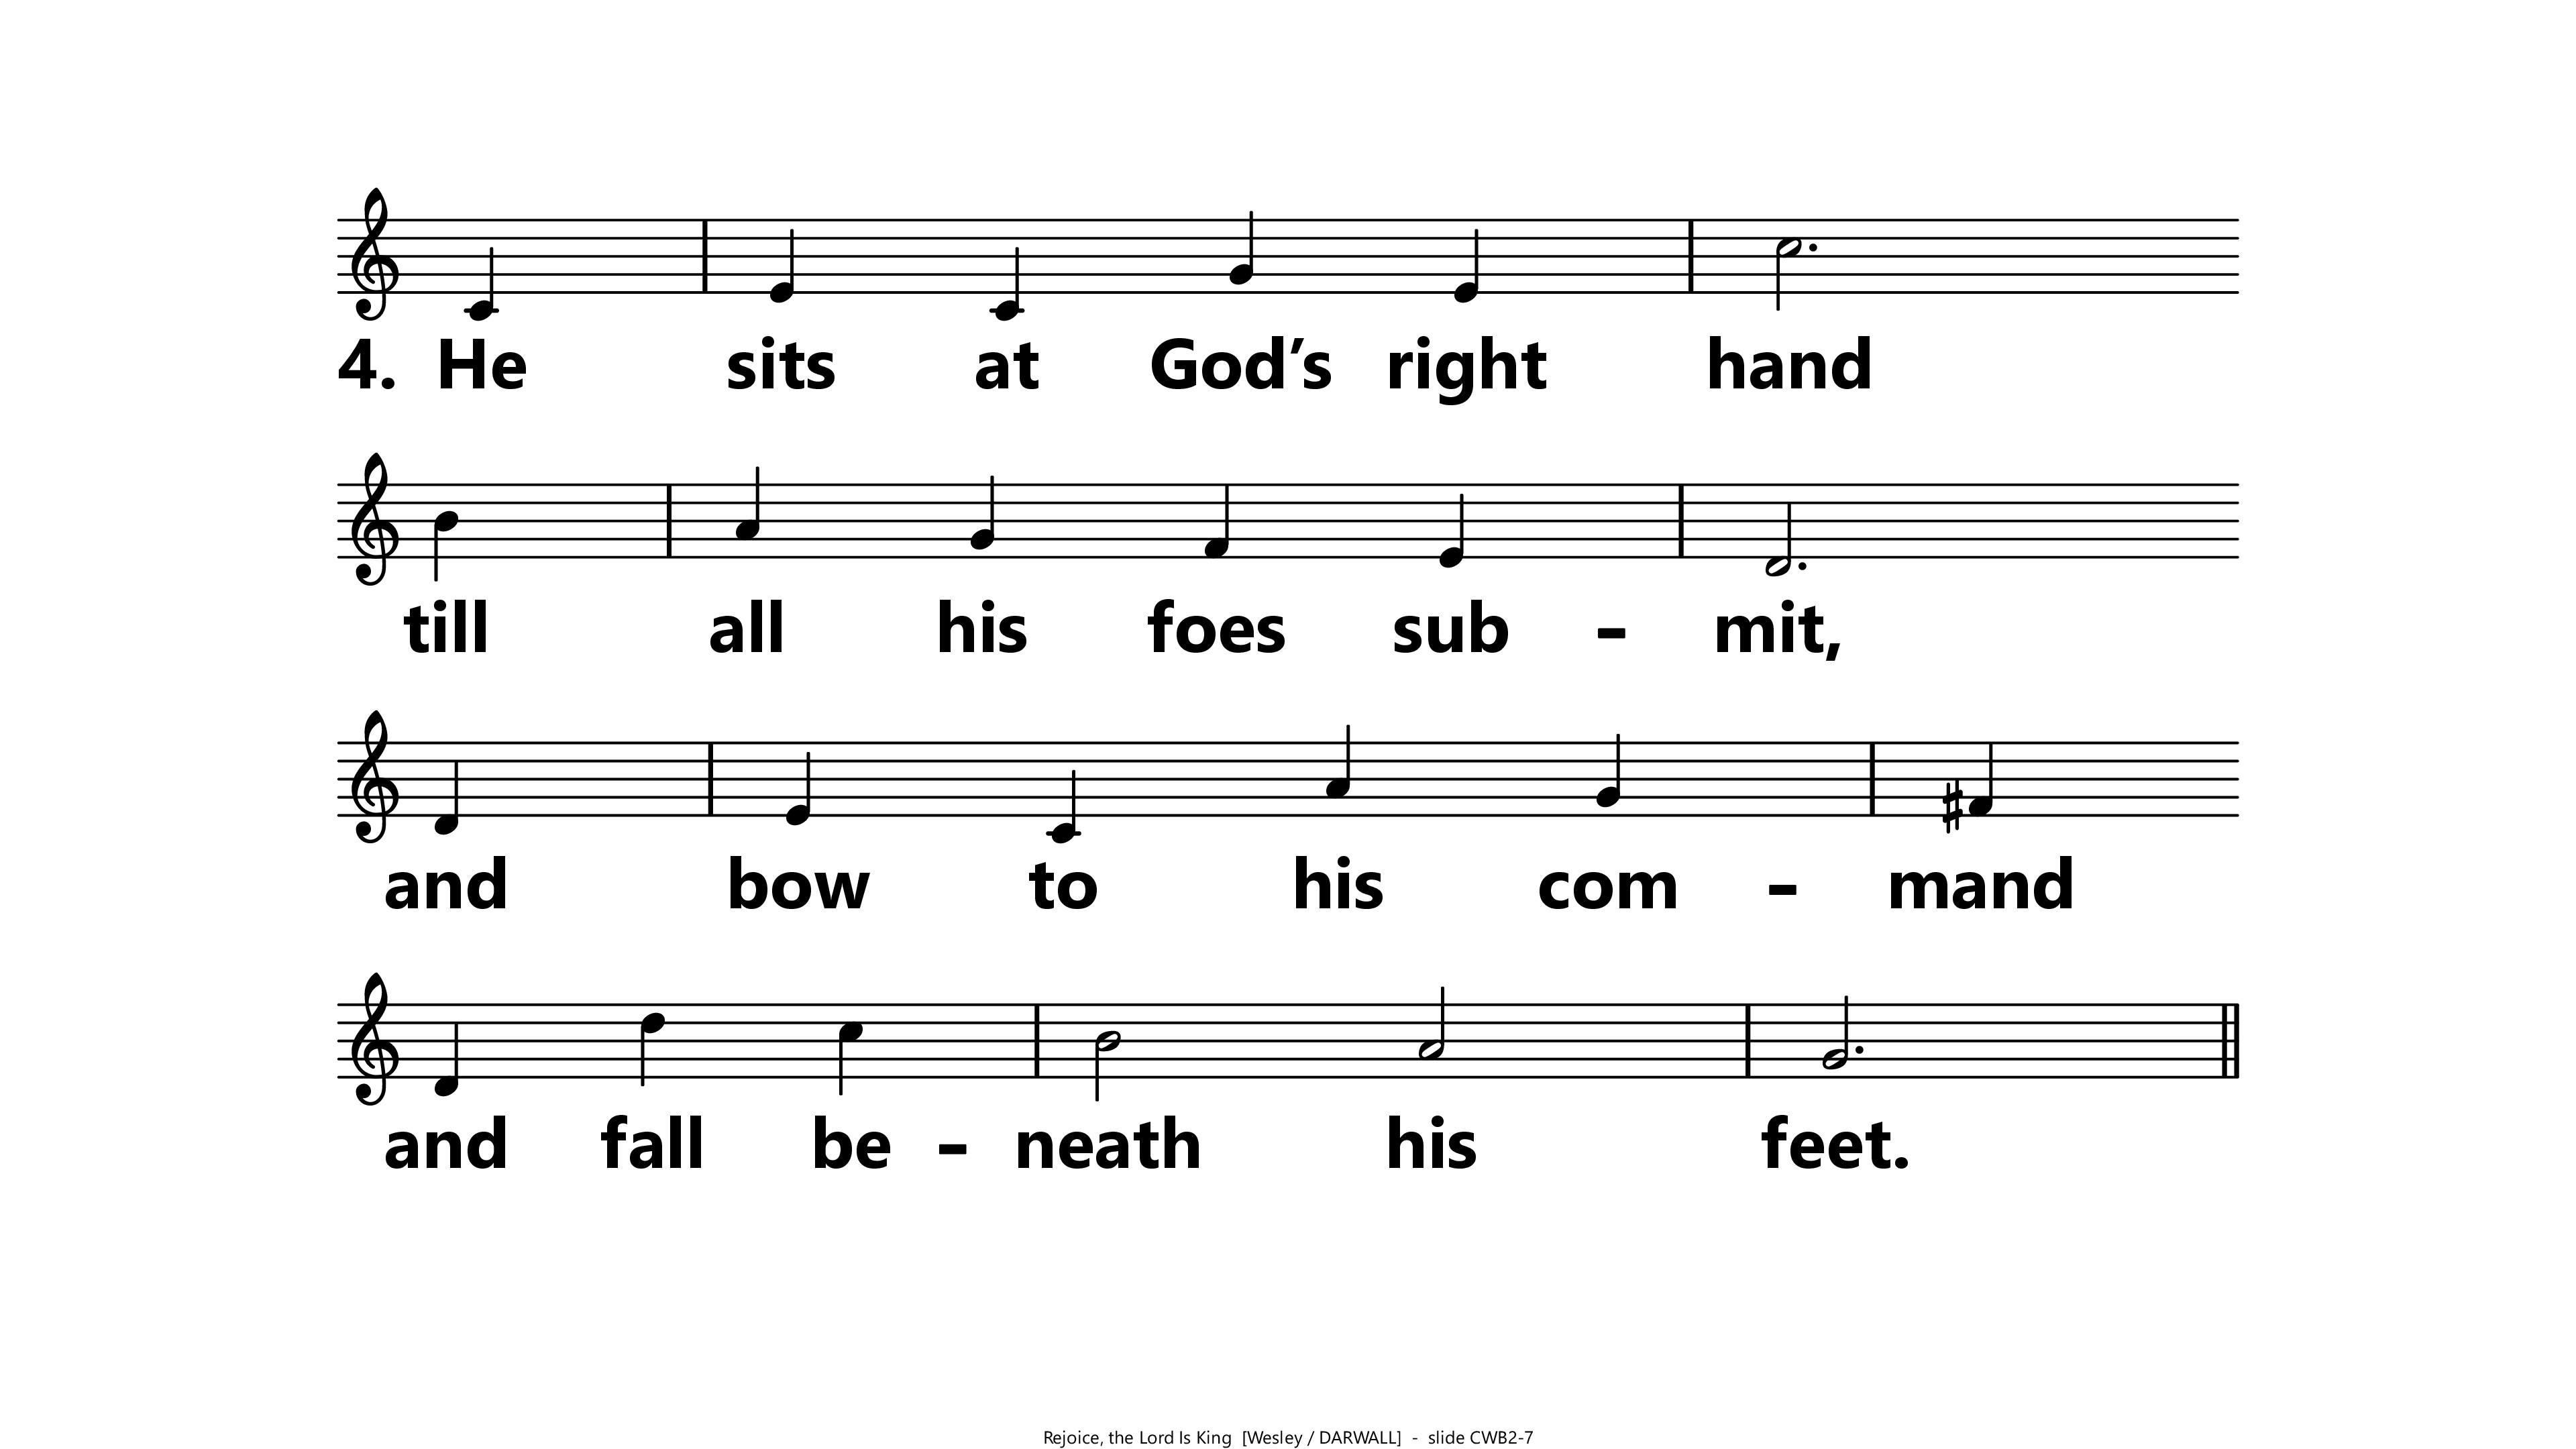 4. He sits at God’s right hand
till all his foes sub - mit,
and bow to his com - mand
and fall be - neath his feet.
Rejoice, the Lord Is King [Wesley / DARWALL] - slide CWB2-7